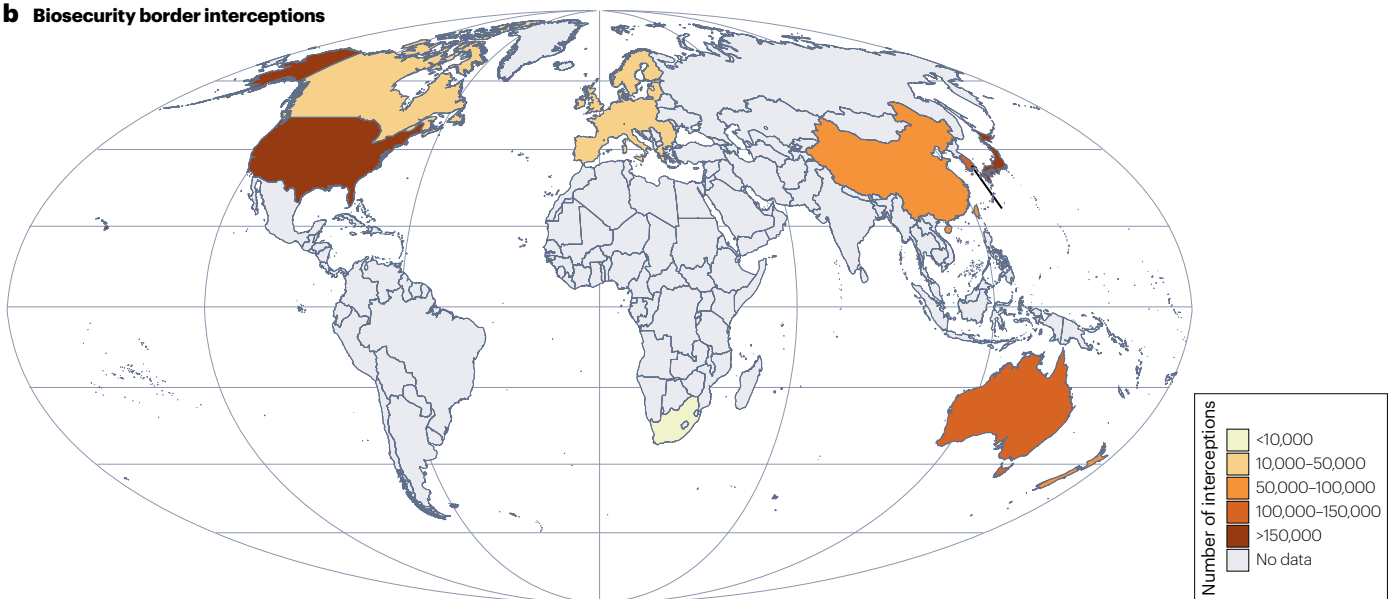 b Biosecurity border interceptions
Number of interceptions
<10,000
10,000–50,000
50,000–100,000
100,000–150,000
>150,000
No data